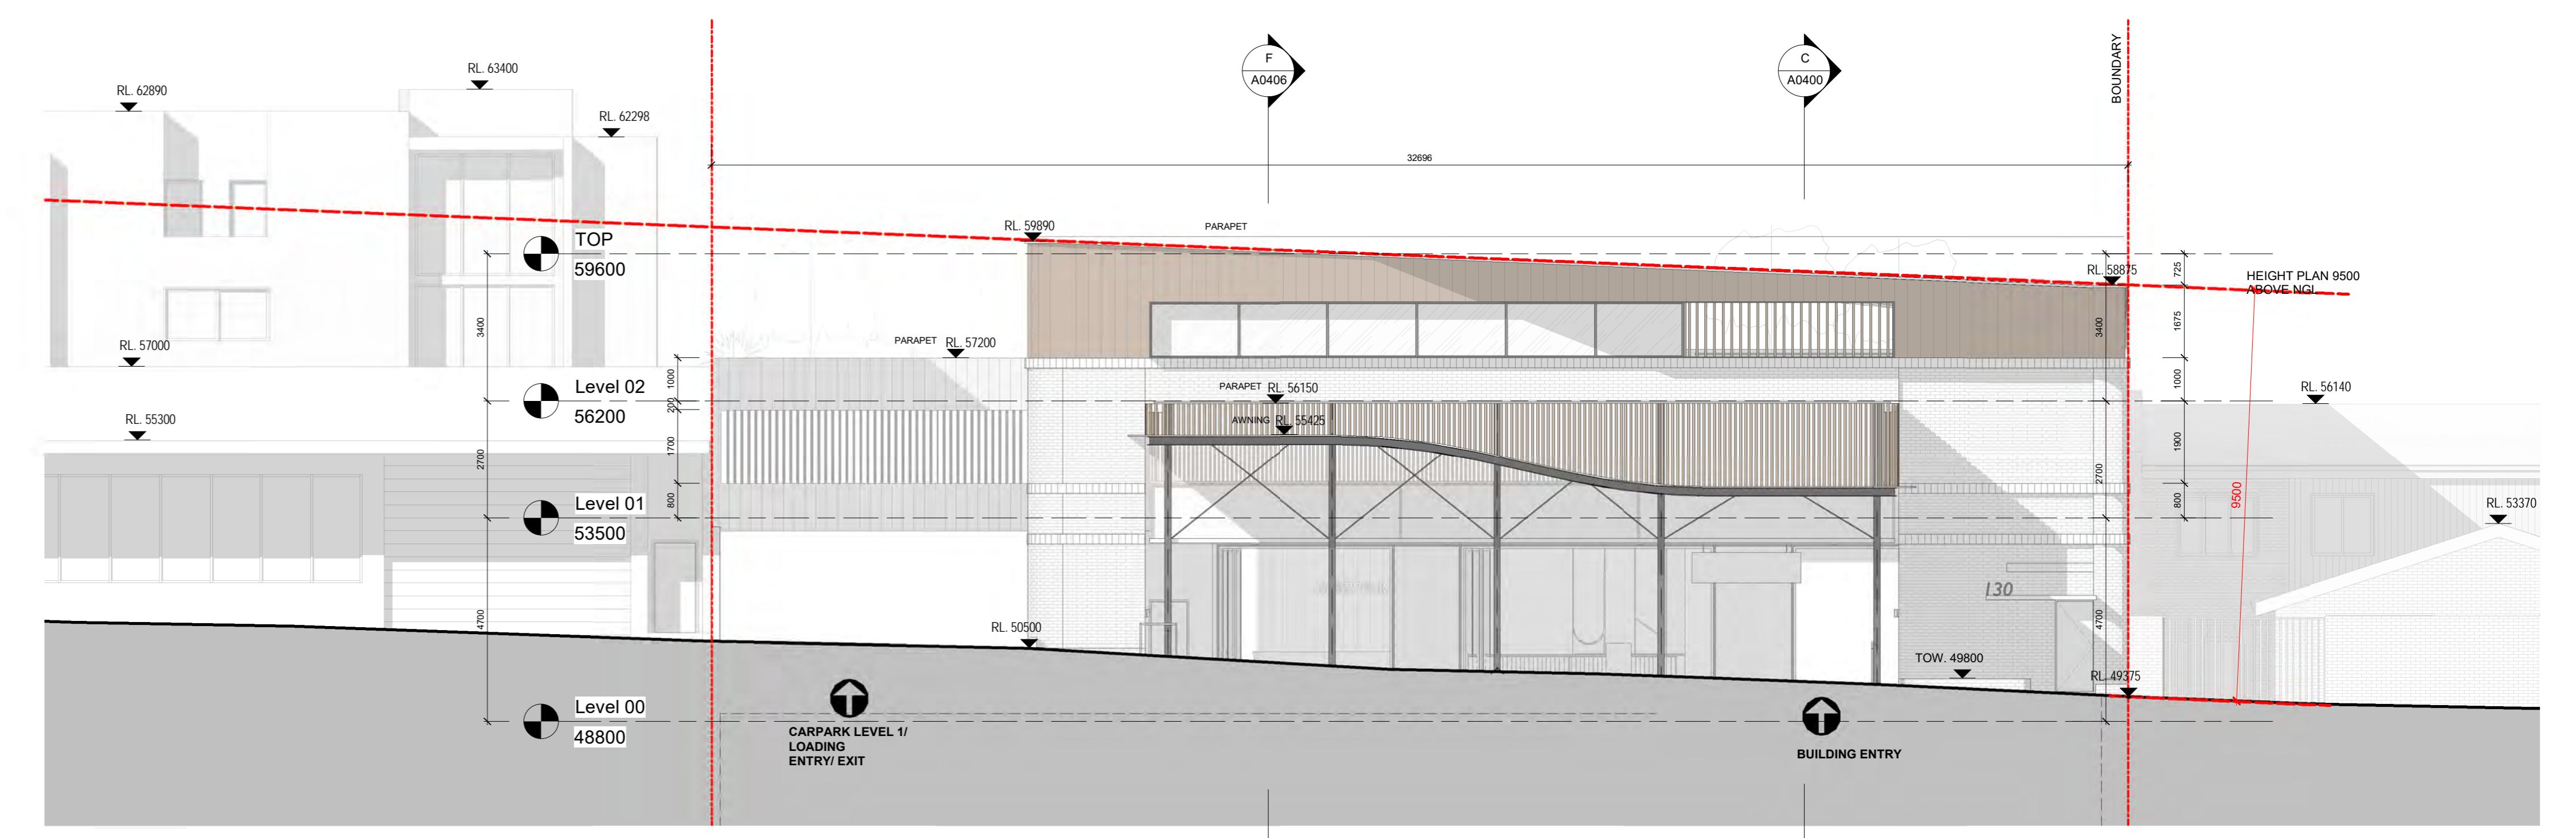 F
A0406
C
A0400
BOUNDARY
RL. 63400
RL. 62890
RL. 62298
32696
RL. 59890
PARAPET
TOP
59600
RL. 58875
HEIGHT PLAN 9500
ABOVE NGL
725
3400
3400
1675
RL. 57000
PARAPET RL. 57200
Level 02
56200
1000
200
1000
PARAPET RL. 56150
RL. 56140
RL. 55300
AWNING RL. 55425
2700
1700
2700
1900
Level 01
53500
800
800
9500
RL. 53370
130
4700
4700
RL. 50500
TOW. 49800
RL. 49375
Level 00
48800
CARPARK LEVEL 1/
LOADING
ENTRY/ EXIT
BUILDING ENTRY